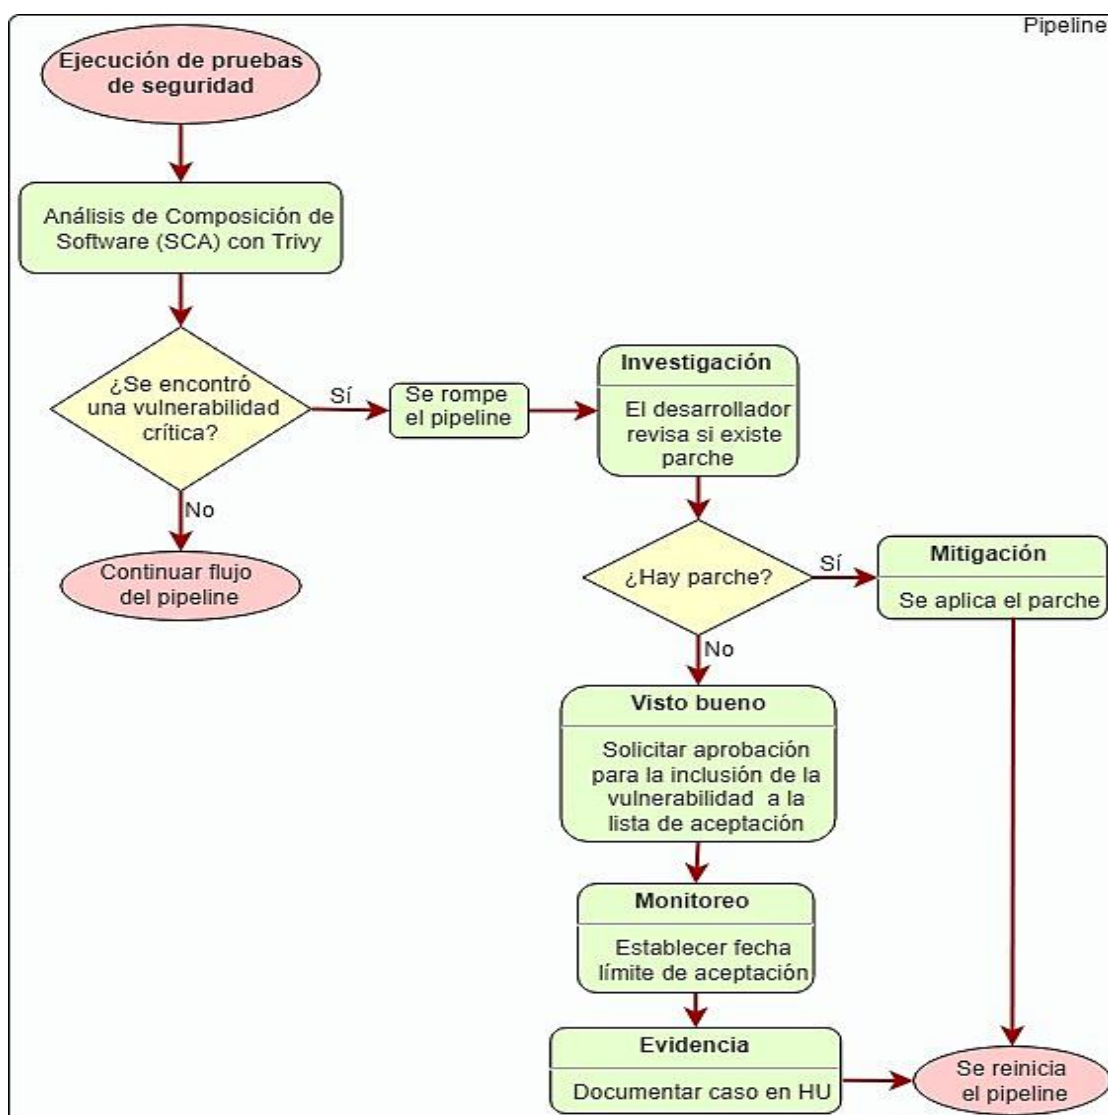 Pipeline
Ejecución de pruebas
de seguridad
Análisis de Composición de
Software (SCA) con Trivy
¿Se encontró
una vulnerabilidad
crítica?
Sí
Se rompe
el pipeline
Investigación
El desarrollador
revisa si existe
parche
No
Continuar flujo
del pipeline
¿Hay parche?
Sí
Mitigación
Se aplica el parche
No
Visto bueno
Solicitar aprobación
para la inclusión de la
vulnerabilidad a la
lista de aceptación
Monitoreo
Establecer fecha
límite de aceptación
Evidencia
Documentar caso en HU
Se reinicia
el pipeline